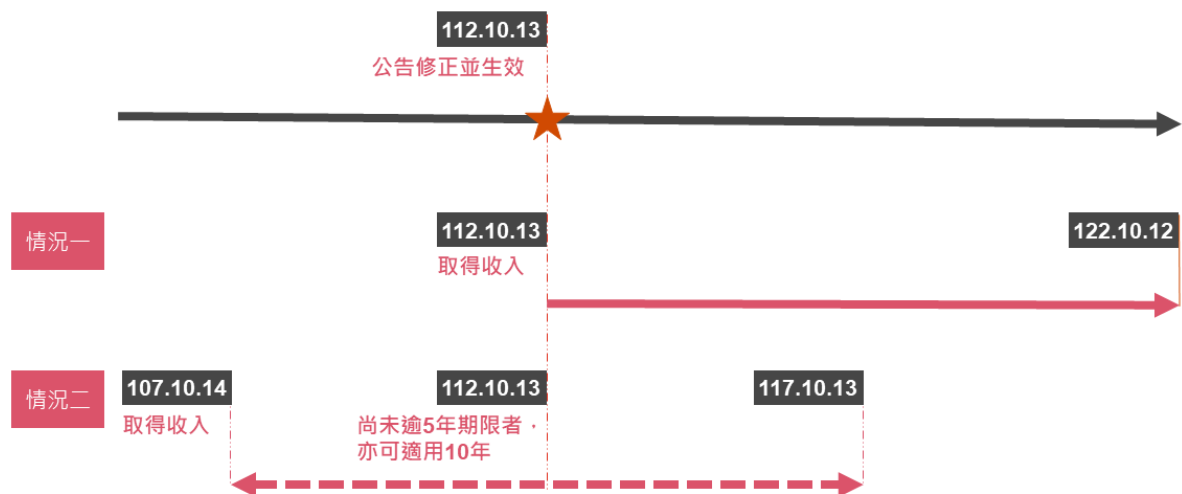 112.10.13
公告修正並生效
情況一
112.10.13
取得收入
122.10.12
情況二
107.10.14
取得收入
112.10.13
尚未逾5年期限者，
亦可適用10年
117.10.13